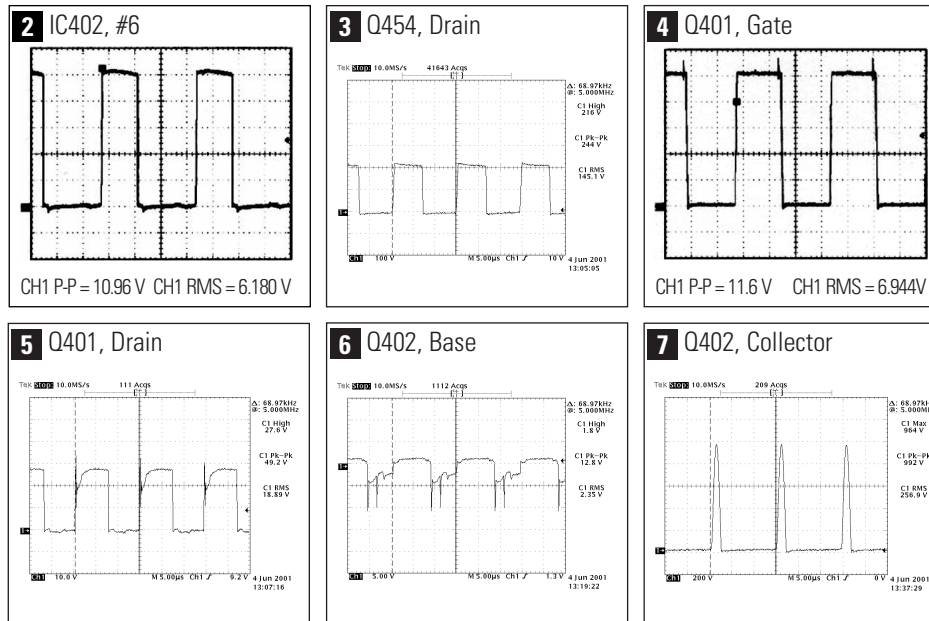 2 IC402, #6
CH1 P-P = 10.96 V CH1 RMS = 6.180 V
3 Q454, Drain
Tek Stop: 10.0MS/s 41643 Acqs
Δ: 68.97kHz
@: 5.000MHz
C1 High
216 V
C1 Pk-Pk
244 V
C1 RMS
145.1 V
1→
Ch1 100 V M 5.00µs Ch1 10 V
4 Jun 2001
13:05:05
4 Q401, Gate
CH1 P-P = 11.6 V CH1 RMS = 6.944V
5 Q401, Drain
Tek Stop: 10.0MS/s 111 Acqs
Δ: 68.97kHz
@: 5.000MHz
C1 High
27.6 V
C1 Pk-Pk
49.2 V
C1 RMS
18.89 V
1→
Ch1 10.0 V M 5.00µs Ch1 9.2 V
4 Jun 2001
13:07:16
6 Q402, Base
Tek Stop: 10.0MS/s 1112 Acqs
Δ: 68.97kHz
@: 5.000MHz
C1 High
1.8 V
C1 Pk-Pk
12.8 V
C1 RMS
2.35 V
1→
Ch1 5.00 V M 5.00µs Ch1 1.3 V
4 Jun 2001
13:19:22
7 Q402, Collector
Tek Stop: 10.0MS/s 209 Acqs
Δ: 68.97kH
@: 5.000MH
C1 Max
964 V
C1 Pk-Pk
992 V
C1 RMS
256.9 V
1→
Ch1 200 V M 5.00µs Ch1 0 V
4 Jun 2001
13:37:29